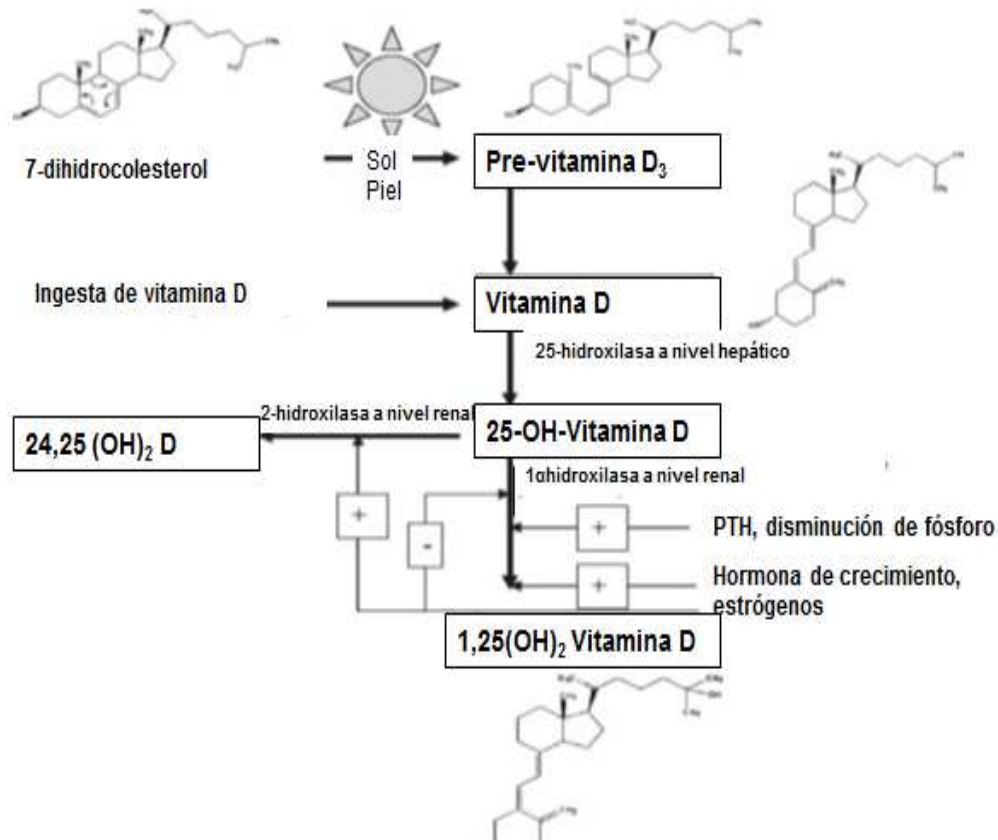 7-dihidrocolesterol
Sol
Piel
Pre-vitamina D₃
Ingesta de vitamina D
Vitamina D
25-hidroxilasa a nivel hepático
2-hidroxilasa a nivel renal
24,25 (OH)₂ D
25-OH-Vitamina D
1αhidroxilasa a nivel renal
+
-
+
PTH, disminución de fósforo
+
Hormona de crecimiento,
estrógenos
1,25(OH)₂ Vitamina D